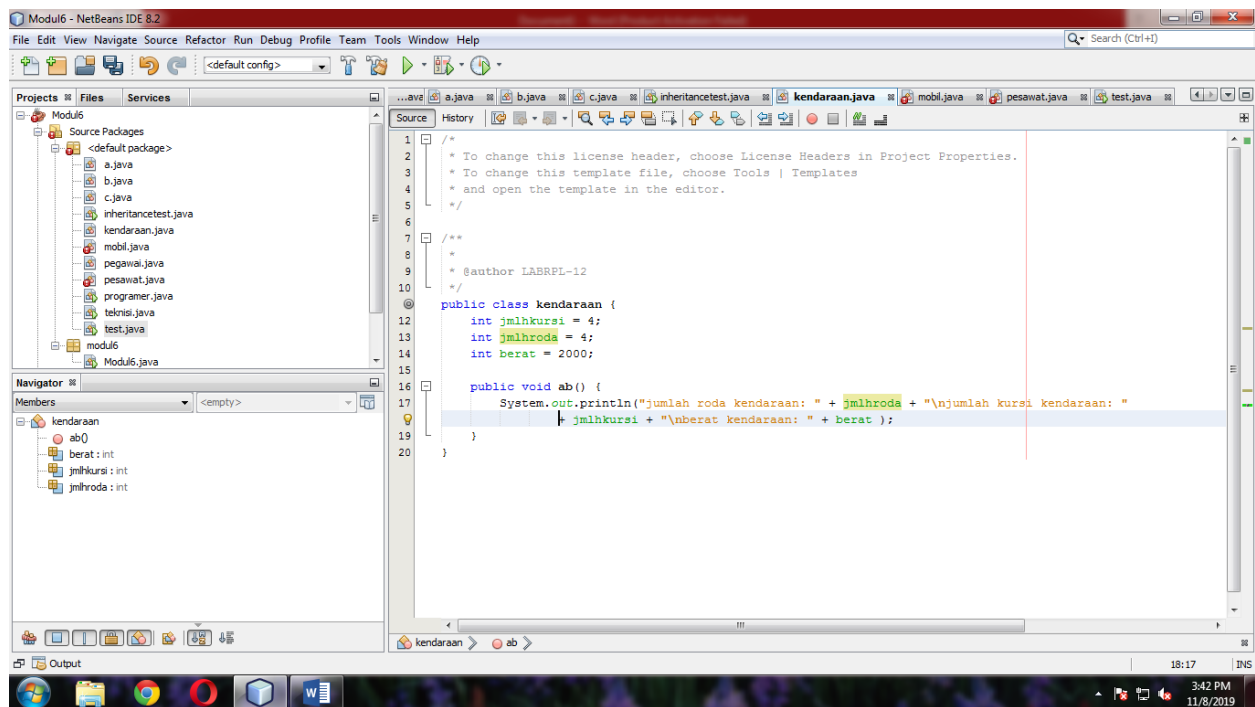 Modul6 - NetBeans IDE 8.2
File Edit View Navigate Source Refactor Run Debug Profile Team Tools Window Help
Search (Ctrl+I)
<default config>
Projects Files Services
...ava a.java b.java c.java inheritancetest.java kendaraan.java mobil.java pesawat.java test.java
Source History
Modul6
Source Packages
<default package>
a.java
b.java
c.java
inheritancetest.java
kendaraan.java
mobil.java
pegawai.java
pesawat.java
programer.java
teknisi.java
test.java
modul6
Modul6.java
Navigator
Members <empty>
kendaraan
ab()
berat : int
jmlhkursi : int
jmlhroda : int
1 /*
2 * To change this license header, choose License Headers in Project Properties.
3 * To change this template file, choose Tools | Templates
4 * and open the template in the editor.
5 */
6
7 /**
8 *
9 * @author LABRPL-12
10 */
public class kendaraan {
12 int jmlhkursi = 4;
13 int jmlhroda = 4;
14 int berat = 2000;
15
16 public void ab() {
17 System.out.println("jumlah roda kendaraan: " + jmlhroda + "\njumlah kursi kendaraan: "
+ jmlhkursi + "\nberat kendaraan: " + berat );
19 }
20 }
kendaraan ab
Output
18:17 INS
3:42 PM
11/8/2019